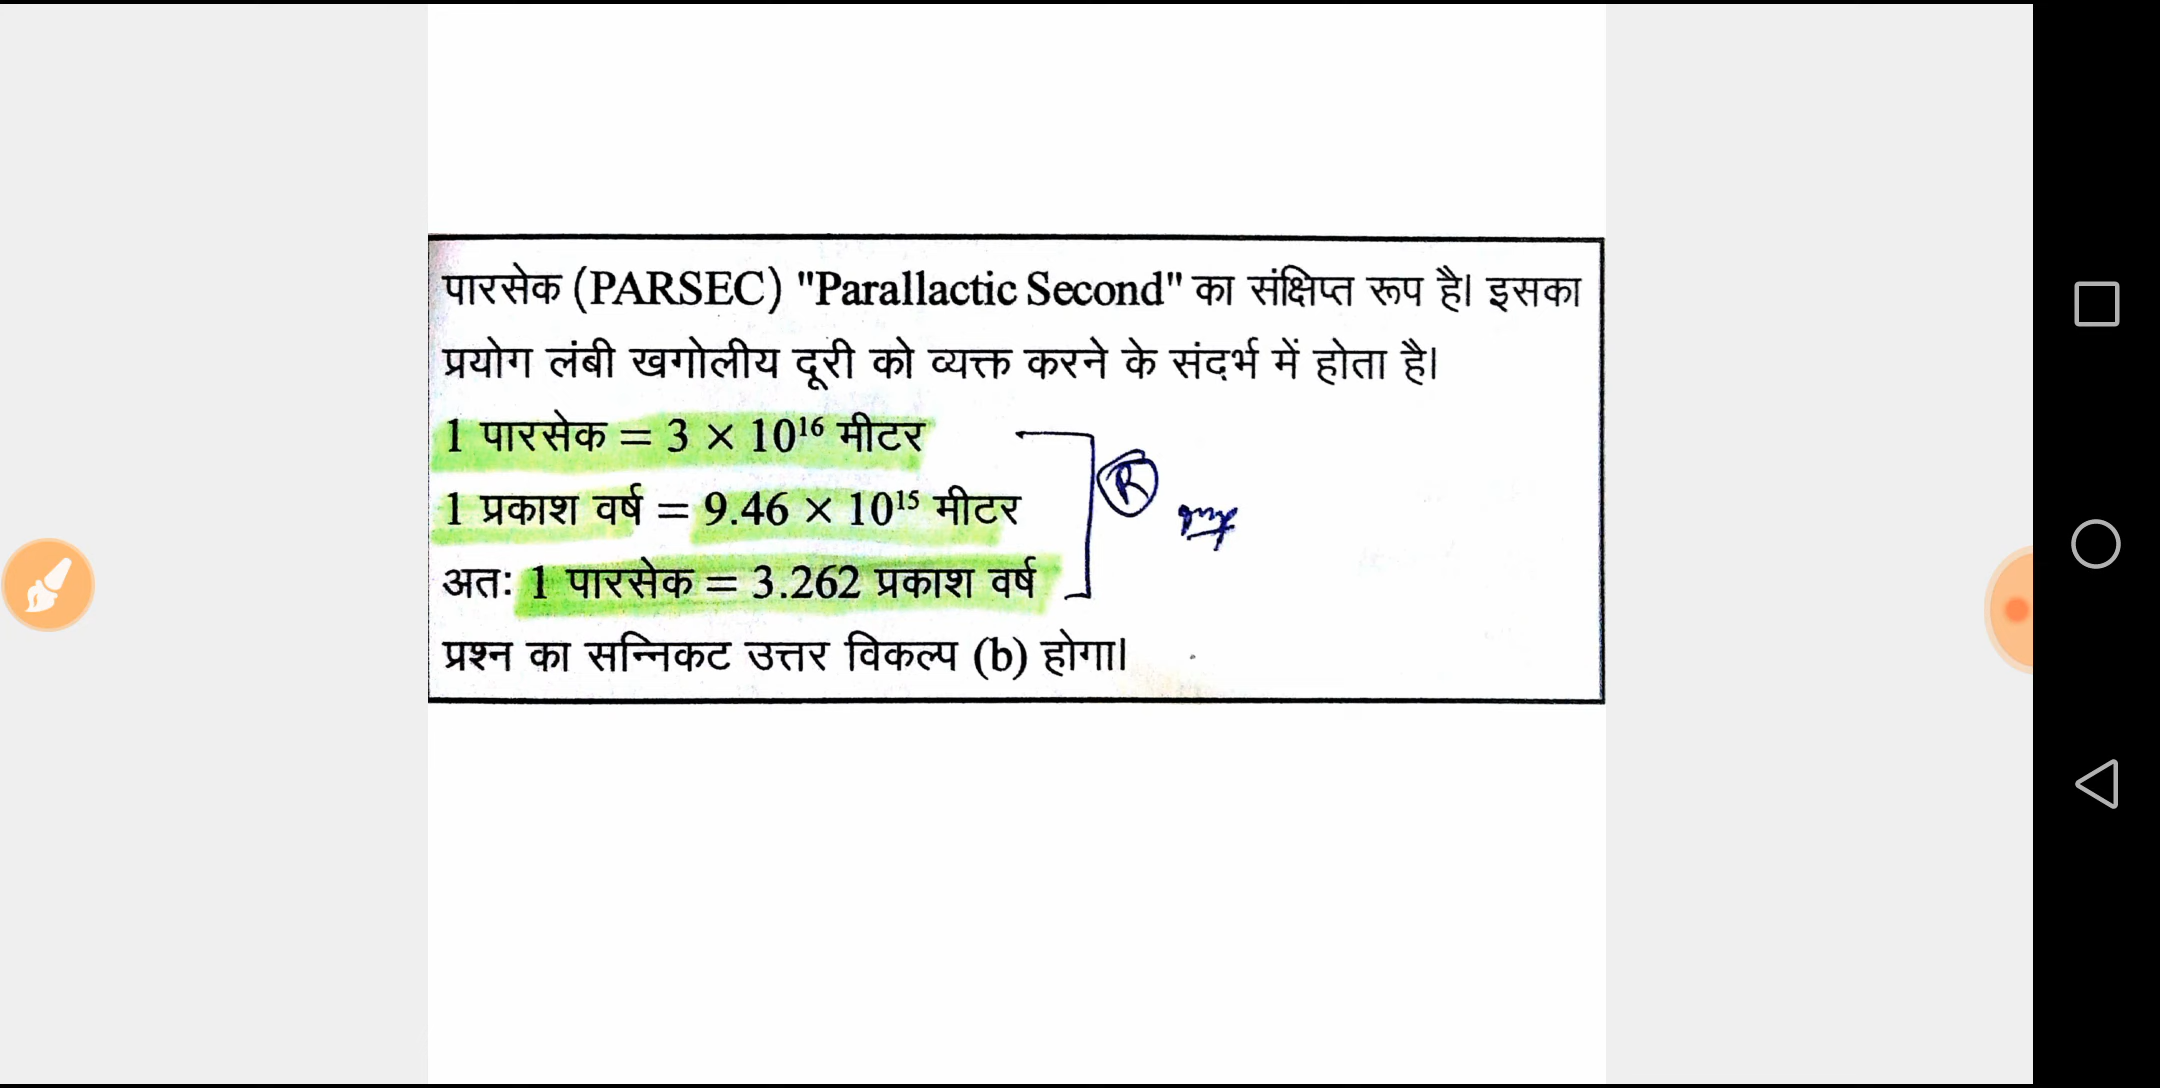 पारसेक (PARSEC) "Parallactic Second" का संक्षिप्त रूप है। इसका
प्रयोग लंबी खगोलीय दूरी को व्यक्त करने के संदर्भ में होता है।
1 पारसेक = 3 × 10¹⁶ मीटर
1 प्रकाश वर्ष = 9.46 × 10¹⁵ मीटर
R
अतः 1 पारसेक = 3.262 प्रकाश वर्ष
प्रश्न का सन्निकट उत्तर विकल्प (b) होगा।